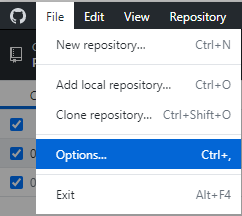 File Edit View Repository
New repository... Ctrl+N
Add local repository... Ctrl+O
Clone repository... Ctrl+Shift+O
Options... Ctrl+,
Exit Alt+F4